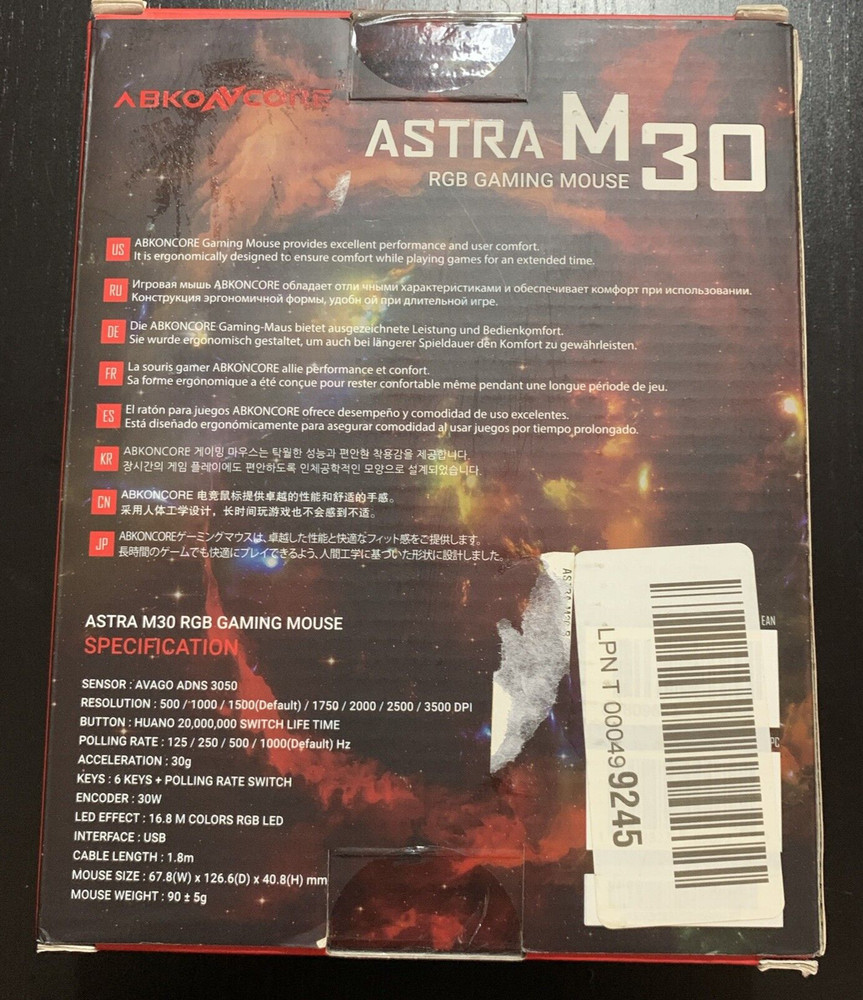 ABKONCORE
ASTRA M30
RGB GAMING MOUSE
US
ABKONCORE Gaming Mouse provides excellent performance and user comfort.
It is ergonomically designed to ensure comfort while playing games for an extended time.
RU
Игровая мышь ABKONCORE обладает отли чными характеристиками и обеспечивает комфорт при использовании.
Конструкция эргономичной формы, удобн ой при длительной игре.
DE
Die ABKONCORE Gaming-Maus bietet ausgezeichnete Leistung und Bedienkomfort.
Sie wurde ergonomisch gestaltet, um auch bei längerer Spieldauer den Komfort zu gewährleisten.
FR
La souris gamer ABKONCORE allie performance et confort.
Sa forme ergonomique a été conçue pour rester confortable même pendant une longue période de jeu.
ES
El ratón para juegos ABKONCORE ofrece desempeño y comodidad de uso excelentes.
Está diseñado ergonómicamente para asegurar comodidad al usar juegos por tiempo prolongado.
KR
ABKONCORE 게이밍 마우스는 탁월한 성능과 편안한 착용감을 제공합니다.
장시간의 게임 플레이에도 편안하도록 인체공학적인 모양으로 설계되었습니다.
CN
ABKONCORE 电竞鼠标提供卓越的性能和舒适的手感。
采用人体工学设计，长时间玩游戏也不会感到不适。
JP
ABKONCOREゲーミングマウスは、卓越した性能と快適なフィット感をご提供します。
長時間のゲームでも快適にプレイできるよう、人間工学に基づいた形状に設計しました。
ASTRA M30 RGB GAMING MOUSE
SPECIFICATION
SENSOR : AVAGO ADNS 3050
RESOLUTION : 500 / 1000 / 1500(Default) / 1750 / 2000 / 2500 / 3500 DPI
BUTTON : HUANO 20,000,000 SWITCH LIFE TIME
POLLING RATE : 125 / 250 / 500 / 1000(Default) Hz
ACCELERATION : 30g
KEYS : 6 KEYS + POLLING RATE SWITCH
ENCODER : 30W
LED EFFECT : 16.8 M COLORS RGB LED
INTERFACE : USB
CABLE LENGTH : 1.8m
MOUSE SIZE : 67.8(W) x 126.6(D) x 40.8(H) mm
MOUSE WEIGHT : 90 ± 5g
EAN
PC
LPN T 000499245